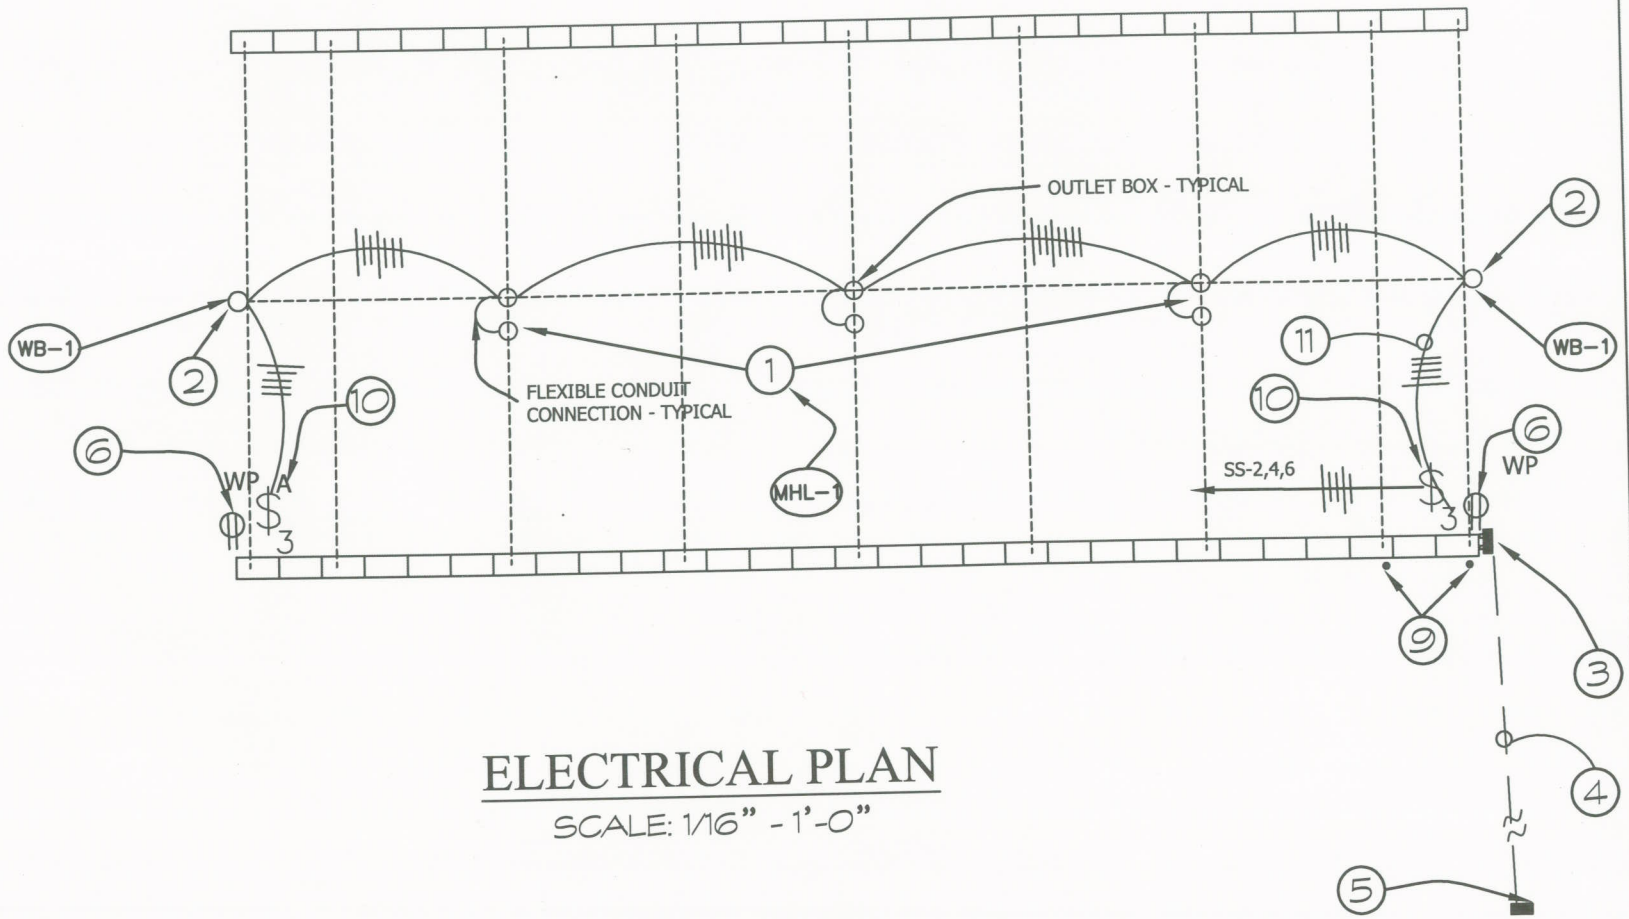 OUTLET BOX - TYPICAL
2
WB-1
2
11
WB-1
1
10
FLEXIBLE CONDUIT
CONNECTION - TYPICAL
10
6
6
WP
SS-2,4,6
WP
A
MHL-1
$
3
$
3
9
3
ELECTRICAL PLAN
SCALE: 1/16” - 1’-0”
4
5